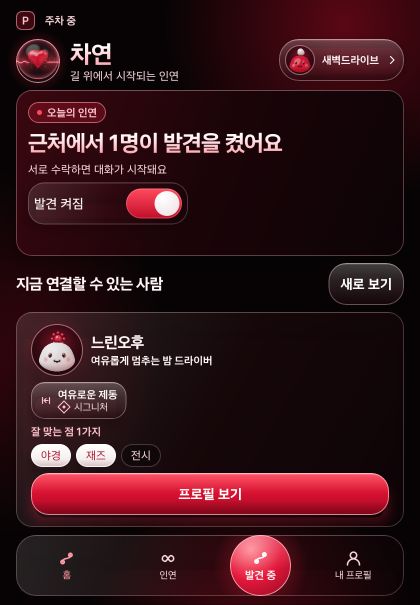 P 주차 중
차연
길 위에서 시작되는 인연
새벽드라이브
오늘의 인연
근처에서 1명이 발견을 켰어요
서로 수락하면 대화가 시작돼요
발견 켜짐
지금 연결할 수 있는 사람
새로 보기
느린오후
여유롭게 멈추는 밤 드라이버
여유로운 제동
시그니처
잘 맞는 점 1가지
야경 재즈 전시
프로필 보기
홈 인연 발견 중 내 프로필